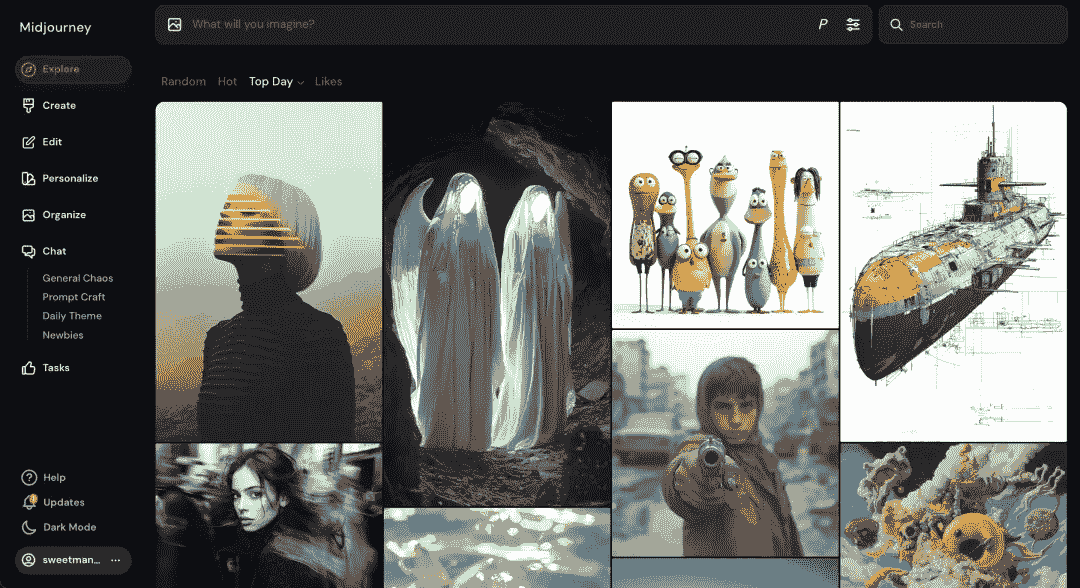 Midjourney
What will you imagine?
P
Search
Explore
Random Hot Top Day Likes
Create
Edit
Personalize
Organize
Chat
General Chaos
Prompt Craft
Daily Theme
Newbies
Tasks
Help
Updates
Dark Mode
sweetman... ...